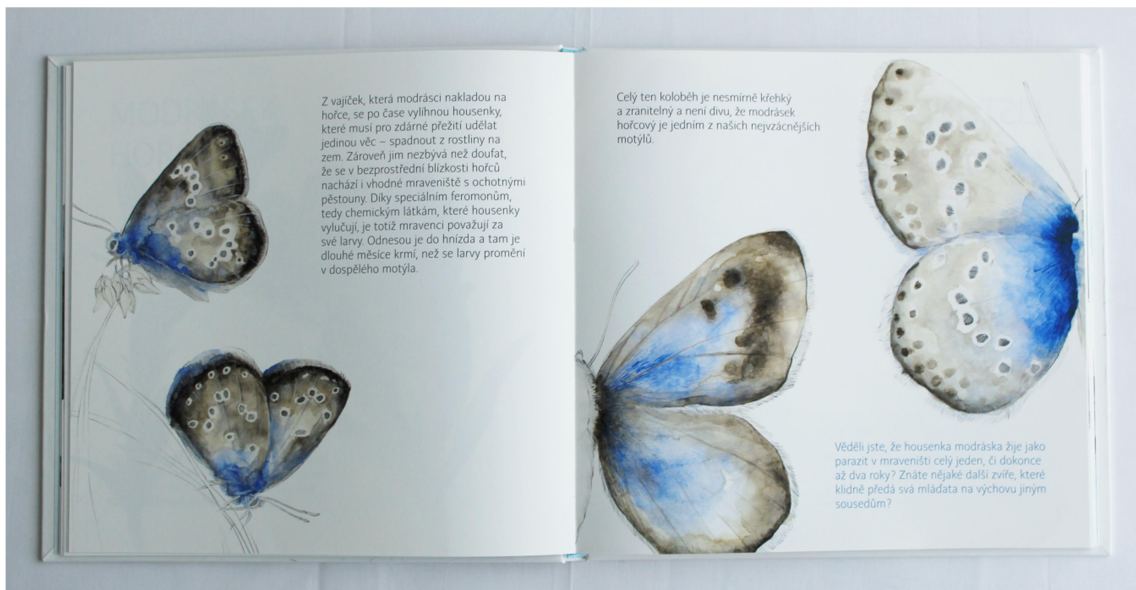 Z vajíček, která modrásci nakladou na
hořce, se po čase vylíhnou housenky,
které musí pro zdárné přežití udělat
jedinou věc – spadnout z rostliny na
zem. Zároveň jim nezbývá než doufat,
že se v bezprostřední blízkosti hořců
nachází i vhodné mraveniště s ochotnými
pěstouny. Díky speciálním feromonům,
tedy chemickým látkám, které housenky
vylučují, je totiž mravenci považují za
své larvy. Odnesou je do hnízda a tam je
dlouhé měsíce krmí, než se larvy promění
v dospělého motýla.
Celý ten koloběh je nesmírně křehký
a zranitelný a není divu, že modrásek
hořcový je jedním z našich nejvzácnějších
motýlů.
Věděli jste, že housenka modráska žije jako
parazit v mraveništi celý jeden, či dokonce
až dva roky? Znáte nějaké další zvíře, které
klidně předá svá mláďata na výchovu jiným
sousedům?